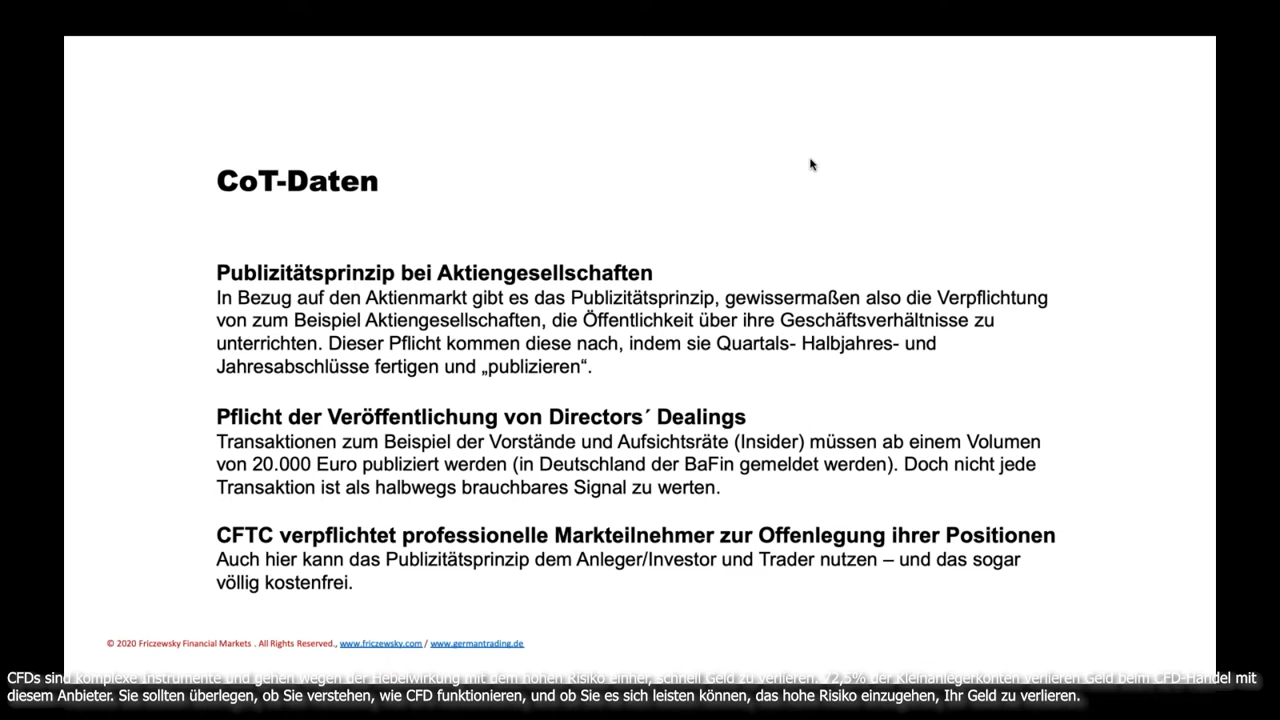 CoT-Daten
Publizitätsprinzip bei Aktiengesellschaften
In Bezug auf den Aktienmarkt gibt es das Publizitätsprinzip, gewissermaßen also die Verpflichtung
von zum Beispiel Aktiengesellschaften, die Öffentlichkeit über ihre Geschäftsverhältnisse zu
unterrichten. Dieser Pflicht kommen diese nach, indem sie Quartals- Halbjahres- und
Jahresabschlüsse fertigen und „publizieren“.
Pflicht der Veröffentlichung von Directors´ Dealings
Transaktionen zum Beispiel der Vorstände und Aufsichtsräte (Insider) müssen ab einem Volumen
von 20.000 Euro publiziert werden (in Deutschland der BaFin gemeldet werden). Doch nicht jede
Transaktion ist als halbwegs brauchbares Signal zu werten.
CFTC verpflichtet professionelle Markteilnehmer zur Offenlegung ihrer Positionen
Auch hier kann das Publizitätsprinzip dem Anleger/Investor und Trader nutzen – und das sogar
völlig kostenfrei.
© 2020 Friczewsky Financial Markets . All Rights Reserved., www.friczewsky.com / www.germantrading.de
CFDs sind komplexe Instrumente und gehen wegen der Hebelwirkung mit dem hohen Risiko einher, schnell Geld zu verlieren. 72,5% der Kleinanlegerkonten verlieren Geld beim CFD-Handel mit
diesem Anbieter. Sie sollten überlegen, ob Sie verstehen, wie CFD funktionieren, und ob Sie es sich leisten können, das hohe Risiko einzugehen, Ihr Geld zu verlieren.